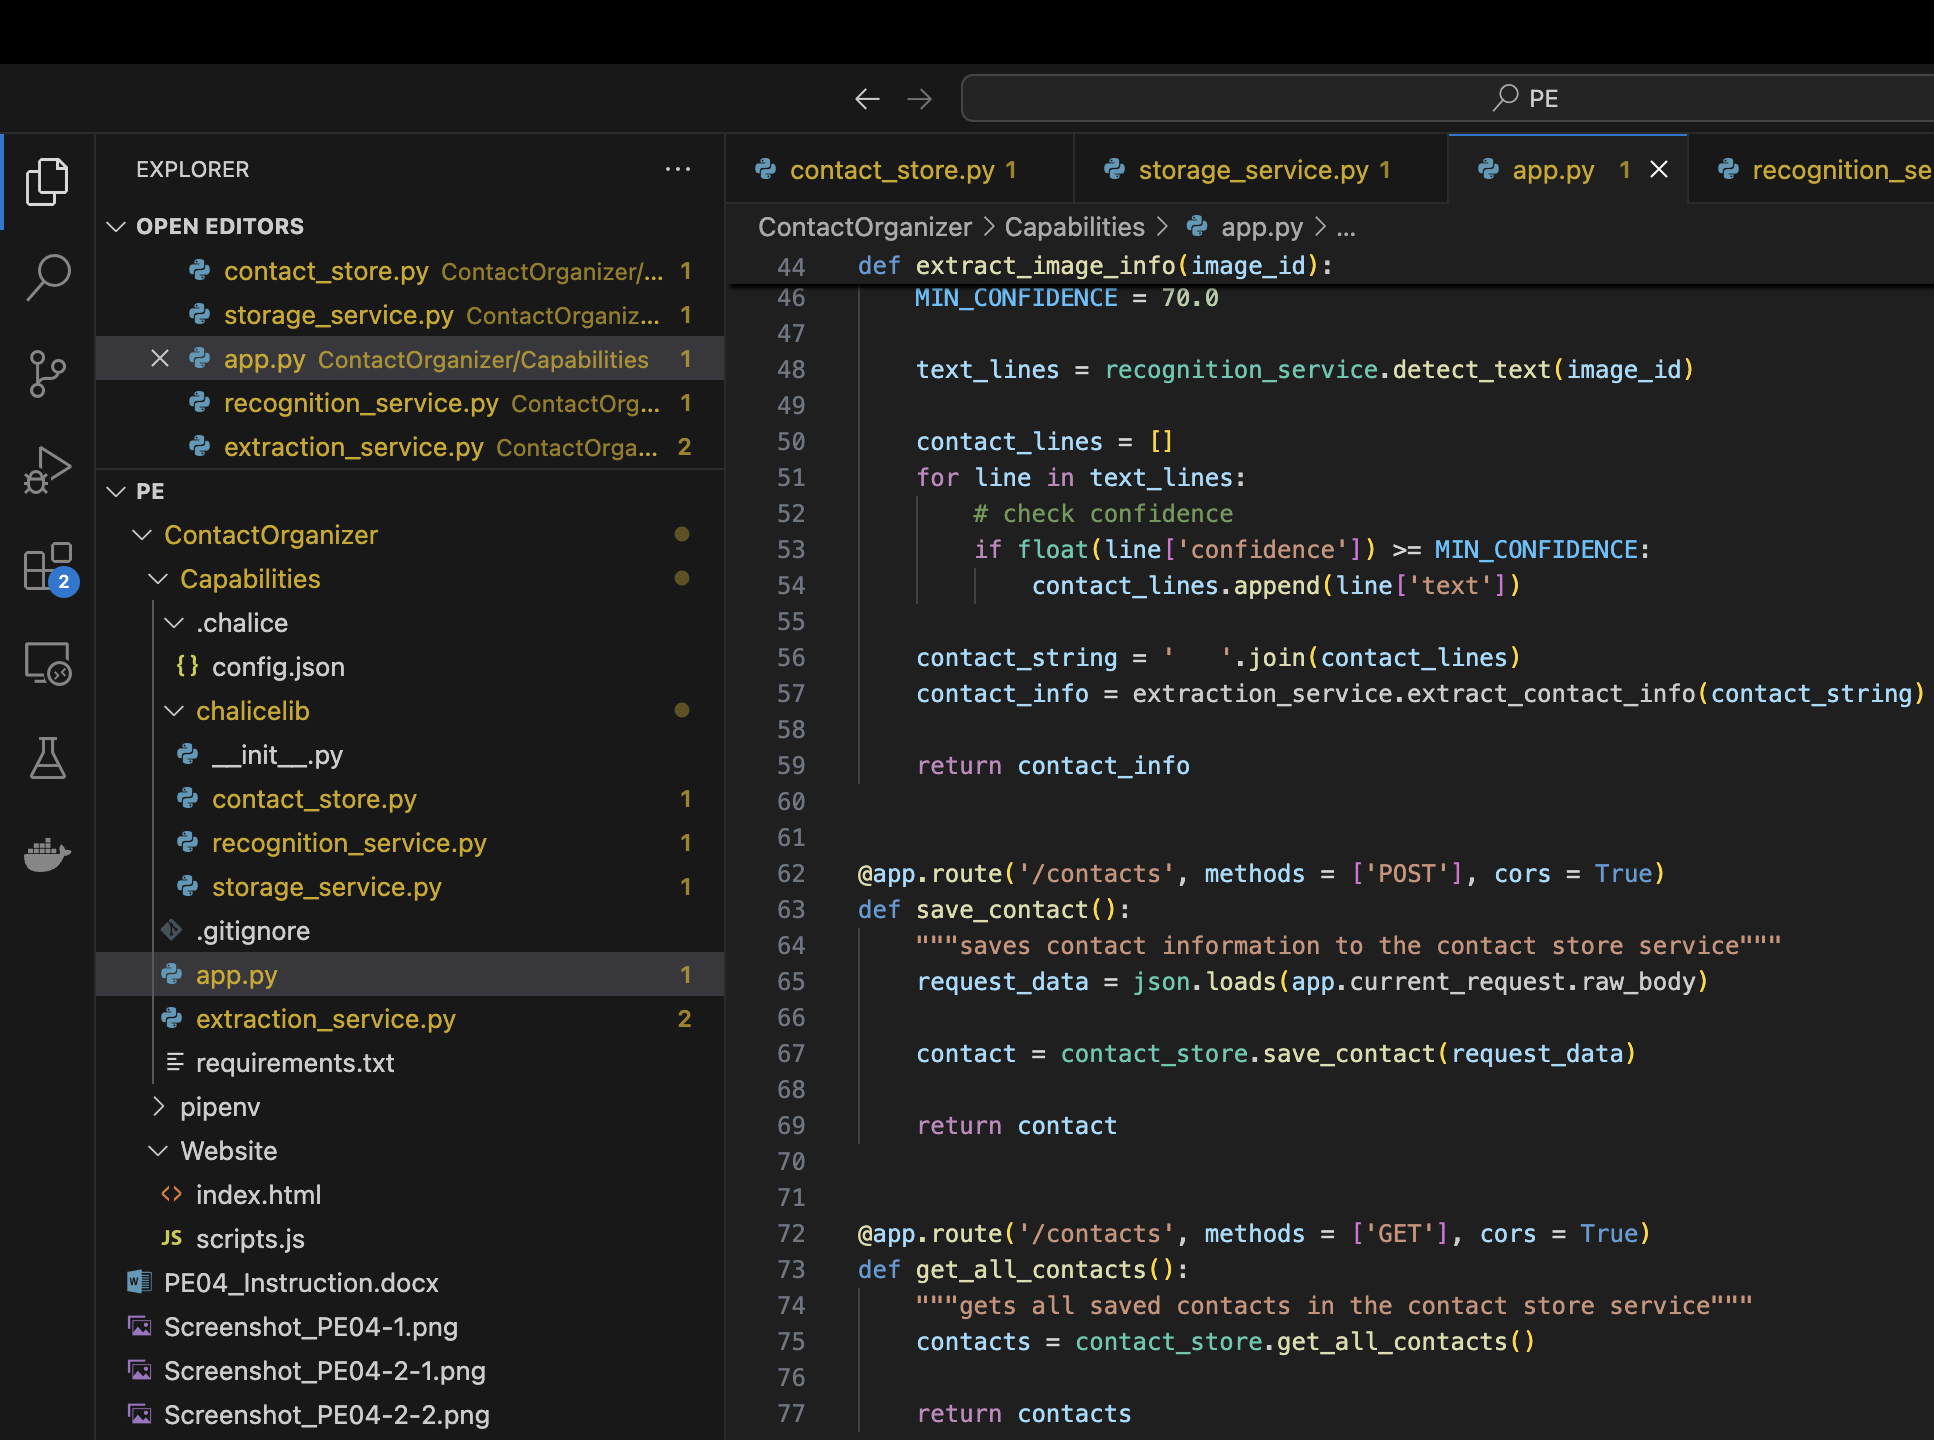 PE
EXPLORER
OPEN EDITORS
contact_store.py ContactOrganizer/... 1
storage_service.py ContactOrganiz... 1
app.py ContactOrganizer/Capabilities 1
recognition_service.py ContactOrg... 1
extraction_service.py ContactOrga... 2
PE
ContactOrganizer
Capabilities
.chalice
{} config.json
chalicelib
__init__.py
contact_store.py 1
recognition_service.py 1
storage_service.py 1
.gitignore
app.py 1
extraction_service.py 2
requirements.txt
pipenv
Website
<> index.html
JS scripts.js
W PE04_Instruction.docx
Screenshot_PE04-1.png
Screenshot_PE04-2-1.png
Screenshot_PE04-2-2.png
2
contact_store.py 1 storage_service.py 1 app.py 1 recognition_se
ContactOrganizer > Capabilities > app.py > ...
44 def extract_image_info(image_id):
46 MIN_CONFIDENCE = 70.0
47
48 text_lines = recognition_service.detect_text(image_id)
49
50 contact_lines = []
51 for line in text_lines:
52 # check confidence
53 if float(line['confidence']) >= MIN_CONFIDENCE:
54 contact_lines.append(line['text'])
55
56 contact_string = '   '.join(contact_lines)
57 contact_info = extraction_service.extract_contact_info(contact_string)
58
59 return contact_info
60
61
62 @app.route('/contacts', methods = ['POST'], cors = True)
63 def save_contact():
64 """saves contact information to the contact store service"""
65 request_data = json.loads(app.current_request.raw_body)
66
67 contact = contact_store.save_contact(request_data)
68
69 return contact
70
71
72 @app.route('/contacts', methods = ['GET'], cors = True)
73 def get_all_contacts():
74 """gets all saved contacts in the contact store service"""
75 contacts = contact_store.get_all_contacts()
76
77 return contacts